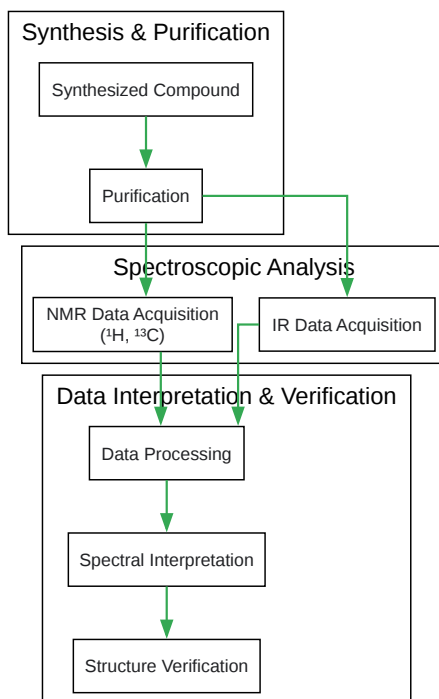 Synthesis & Purification
Synthesized Compound
Purification
Spectroscopic Analysis
NMR Data Acquisition
(¹H, ¹³C)
IR Data Acquisition
Data Interpretation & Verification
Data Processing
Spectral Interpretation
Structure Verification